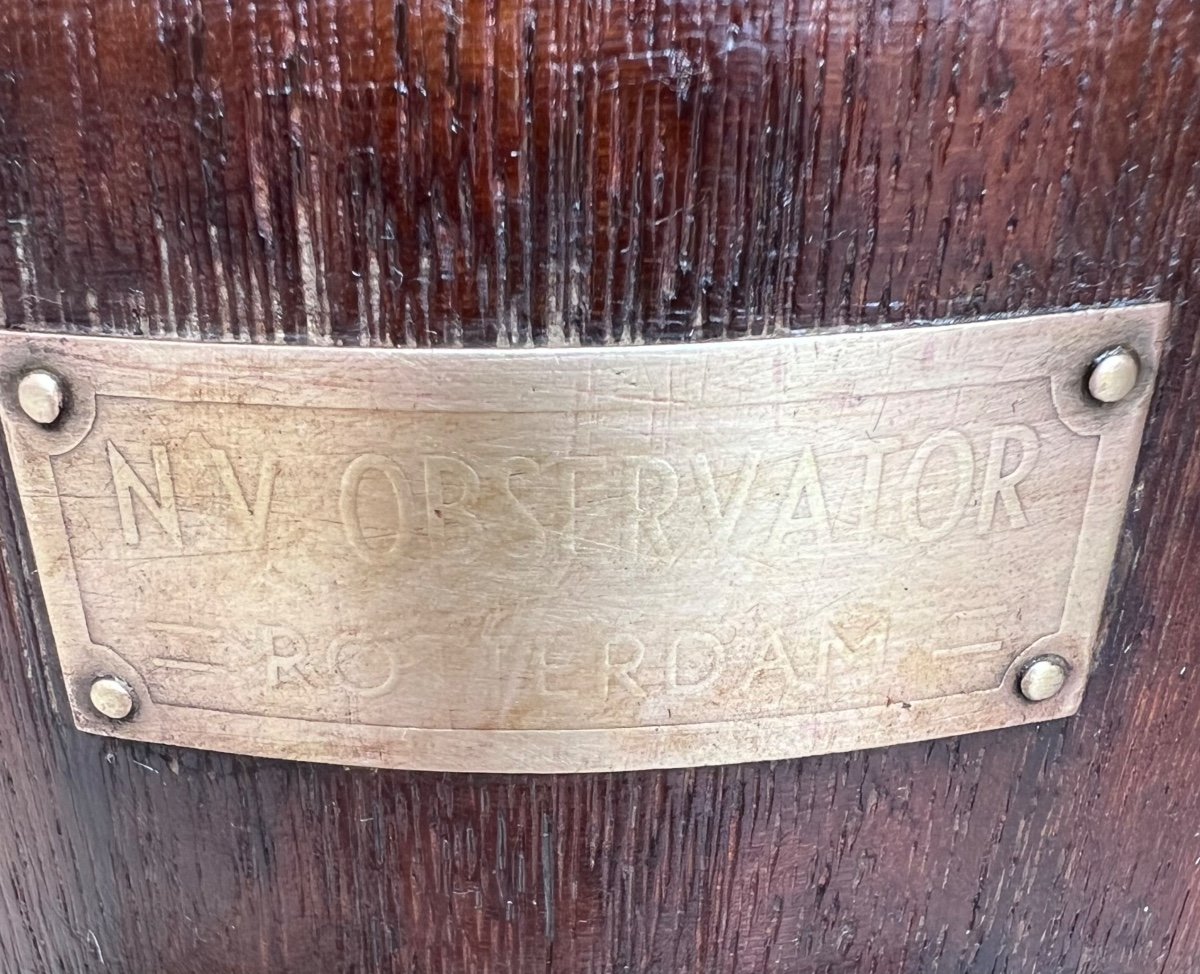 N.V. OBSERVATOR
= ROTTERDAM =